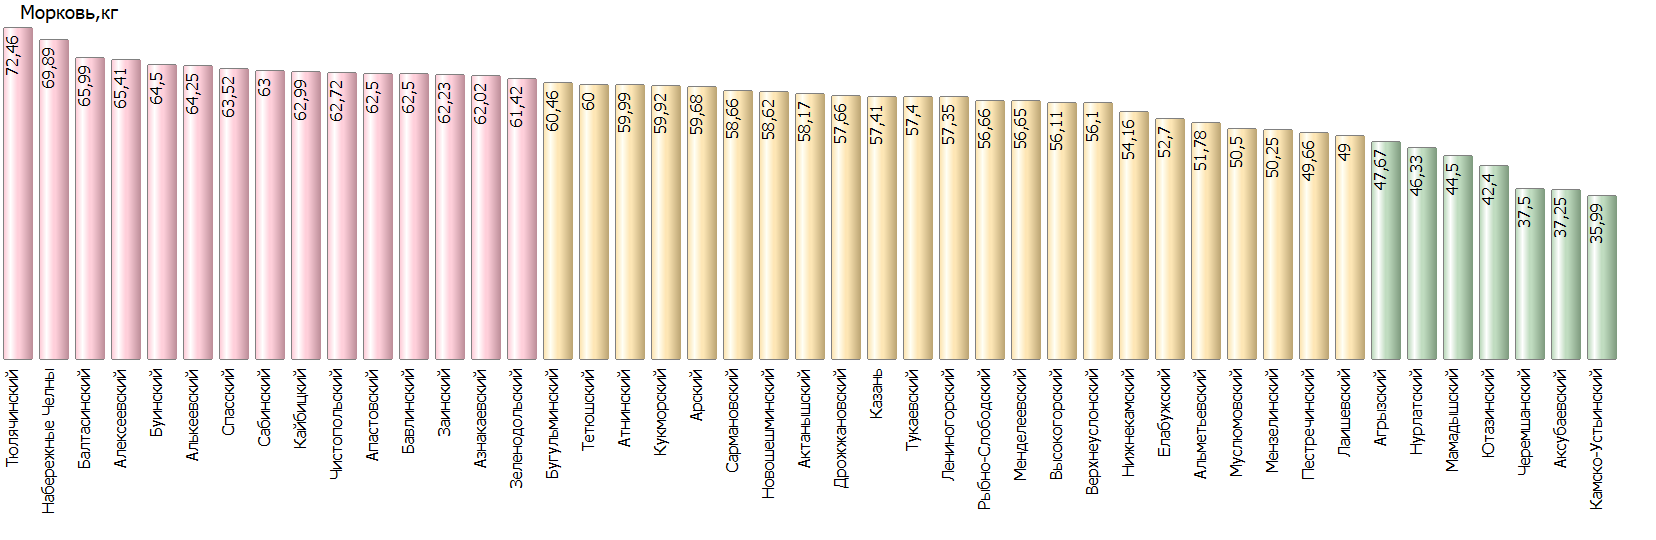 Морковь,кг
72,46
69,89
65,99
65,41
64,5
64,25
63,52
63
62,99
62,72
62,5
62,5
62,23
62,02
61,42
60,46
60
59,99
59,92
59,68
58,66
58,62
58,17
57,66
57,41
57,4
57,35
56,66
56,65
56,11
56,1
54,16
52,7
51,78
50,5
50,25
49,66
49
47,67
46,33
44,5
42,4
37,5
37,25
35,99
Тюлячинский
Набережные Челны
Балтасинский
Алексеевский
Буинский
Алькеевский
Спасский
Сабинский
Кайбицкий
Чистопольский
Апастовский
Бавлинский
Заинский
Азнакаевский
Зеленодольский
Бугульминский
Тетюшский
Атнинский
Кукморский
Арский
Сармановский
Новошешминский
Актанышский
Дрожжановский
Казань
Тукаевский
Лениногорский
Рыбно-Слободский
Менделеевский
Высокогорский
Верхнеуслонский
Нижнекамский
Елабужский
Альметьевский
Муслюмовский
Мензелинский
Пестречинский
Лаишевский
Агрызский
Нурлатский
Мамадышский
Ютазинский
Черемшанский
Аксубаевский
Камско-Устьинский